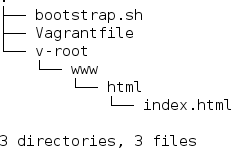 .
├── bootstrap.sh
├── Vagrantfile
└── v-root
    └── www
        └── html
            └── index.html

3 directories, 3 files